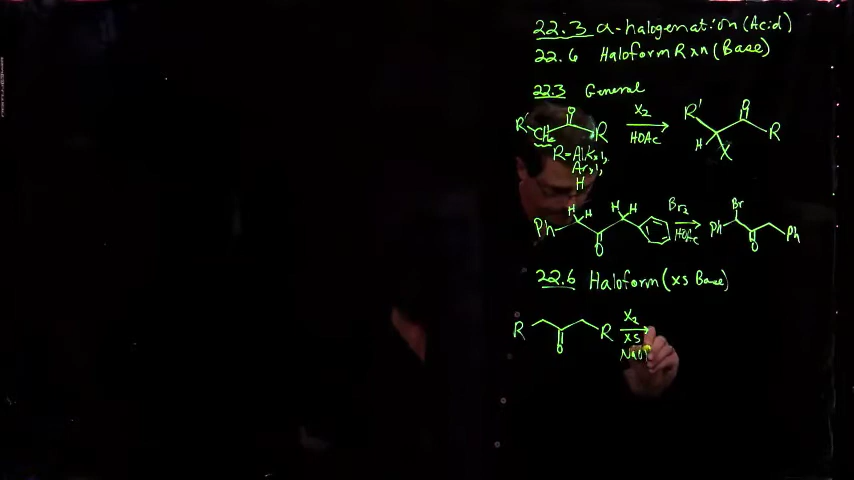 22.3 α-halogenation (Acid)
22.6 Haloform Rxn (Base)
22.3 General
R' CH2 O R X2 HOAc R' O R H X
R=Alkyl,
Aryl,
H
Ph H H O H H Br2 HOAc Ph Br O Ph
22.6 Haloform (xs Base)
R O R X2 xs